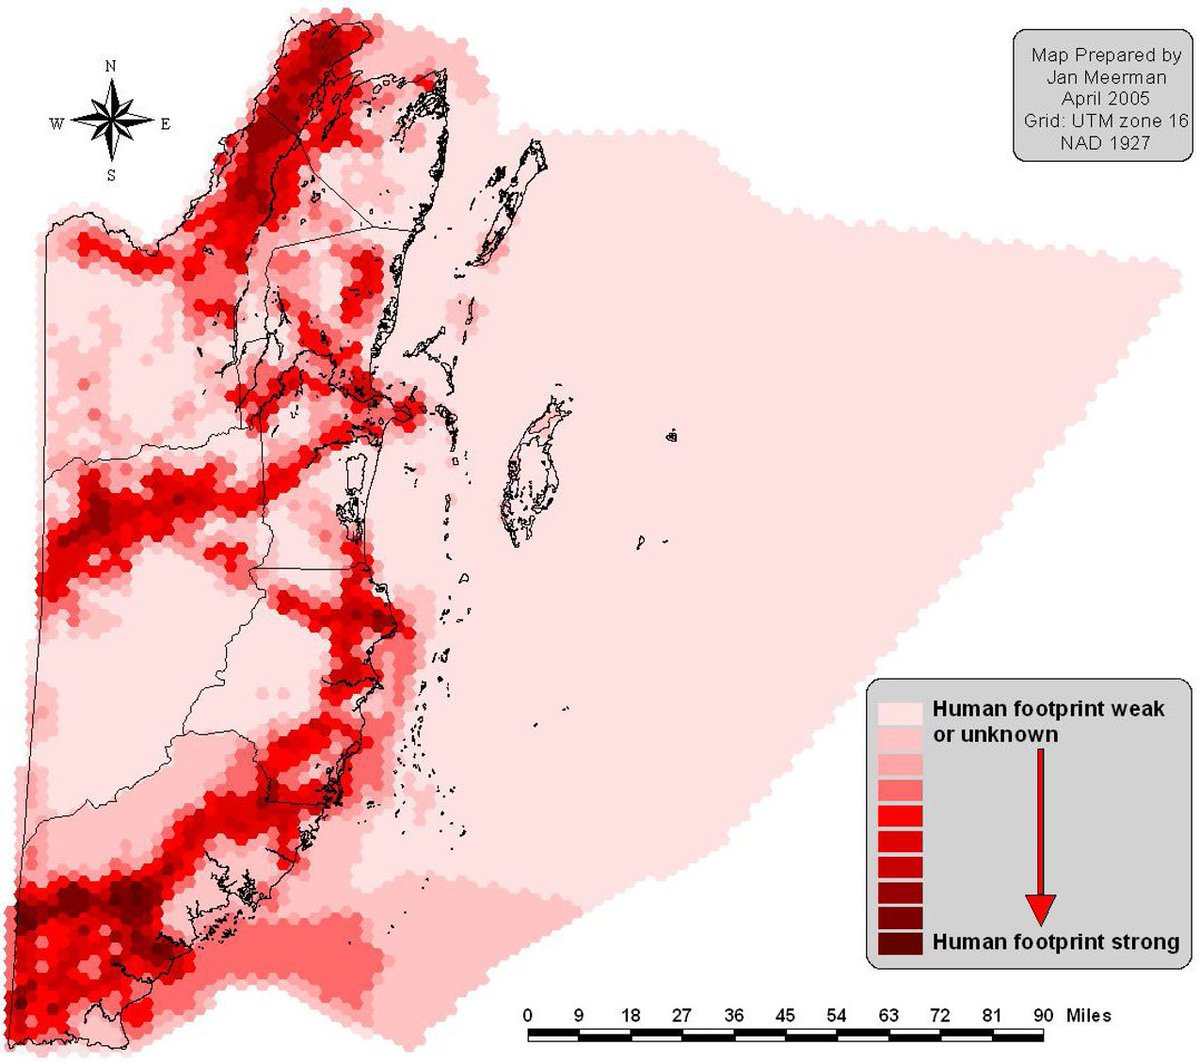 Map Prepared by
Jan Meerman
April 2005
Grid: UTM zone 16
NAD 1927
N
W E
S
Human footprint weak
or unknown
Human footprint strong
0 9 18 27 36 45 54 63 72 81 90 Miles